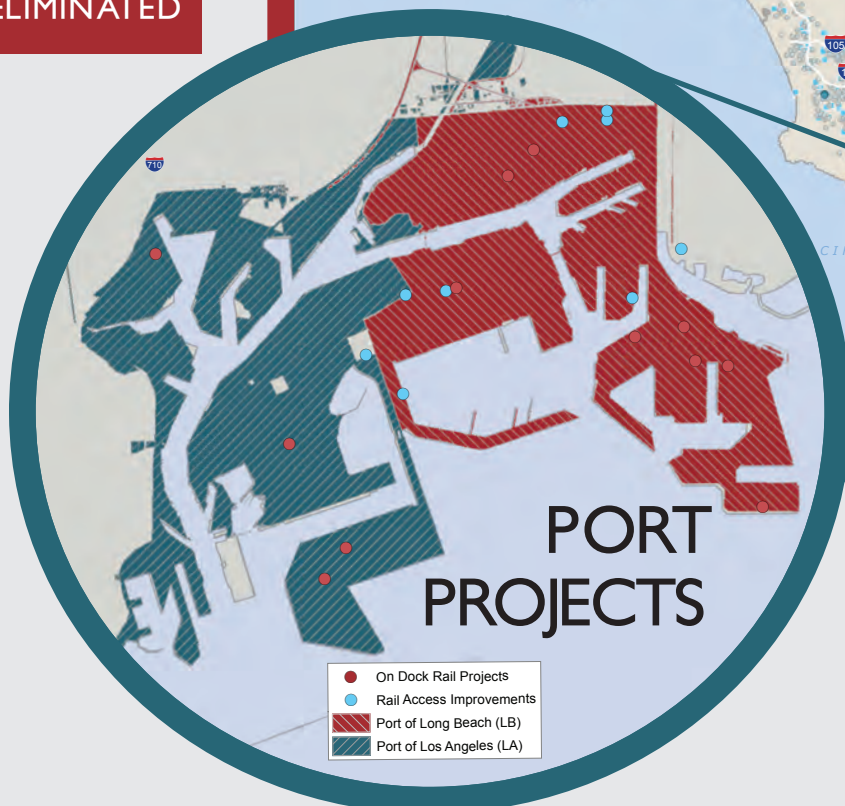 ELIMINATED
105
710
PORT
PROJECTS
On Dock Rail Projects
Rail Access Improvements
Port of Long Beach (LB)
Port of Los Angeles (LA)